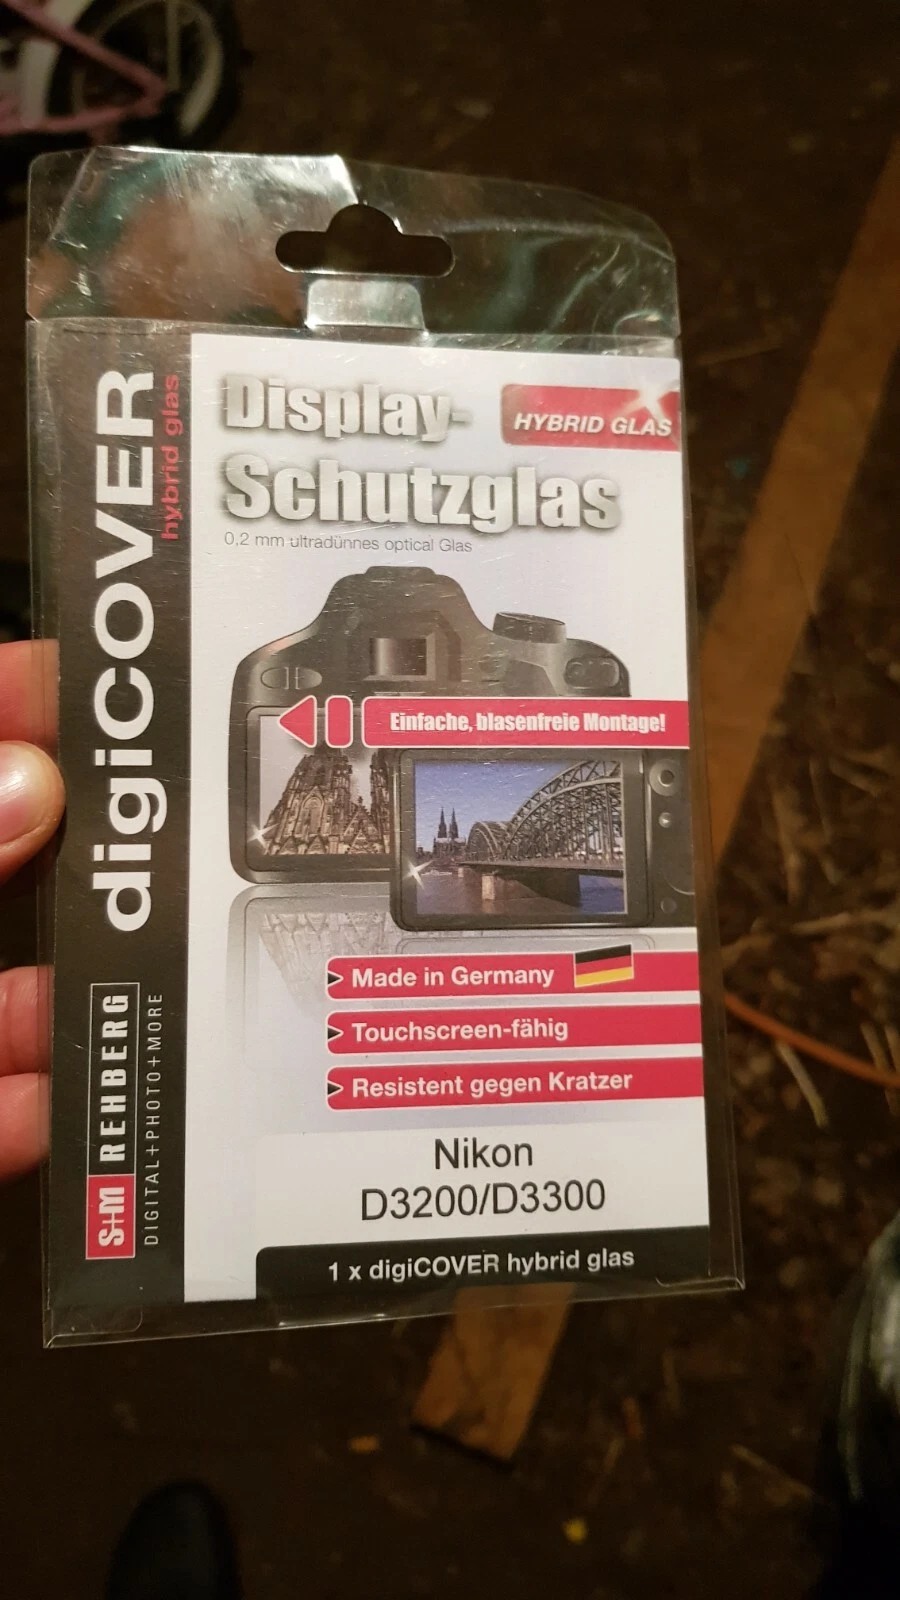 digiCOVER
hybrid glas
S+M REHBERG
DIGITAL+PHOTO+MORE
Display-
Schutzglas
HYBRID GLAS
0,2 mm ultradünnes optical Glas
Einfache, blasenfreie Montage!
Made in Germany
Touchscreen-fähig
Resistent gegen Kratzer
Nikon
D3200/D3300
1 x digiCOVER hybrid glas